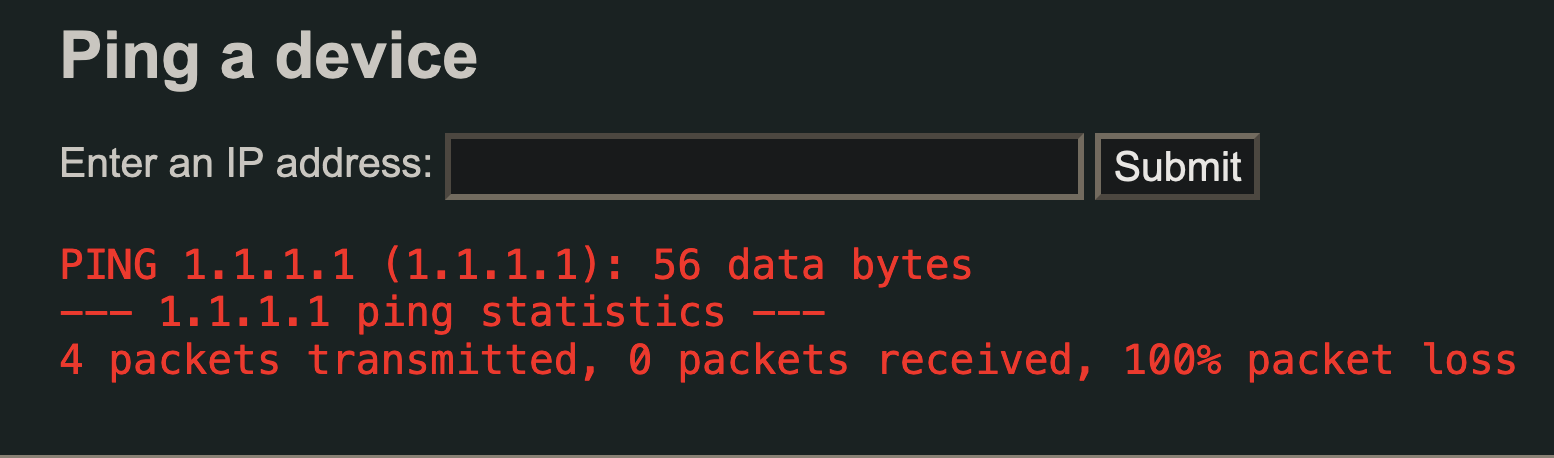 Ping a device
Enter an IP address: Submit
PING 1.1.1.1 (1.1.1.1): 56 data bytes
--- 1.1.1.1 ping statistics ---
4 packets transmitted, 0 packets received, 100% packet loss